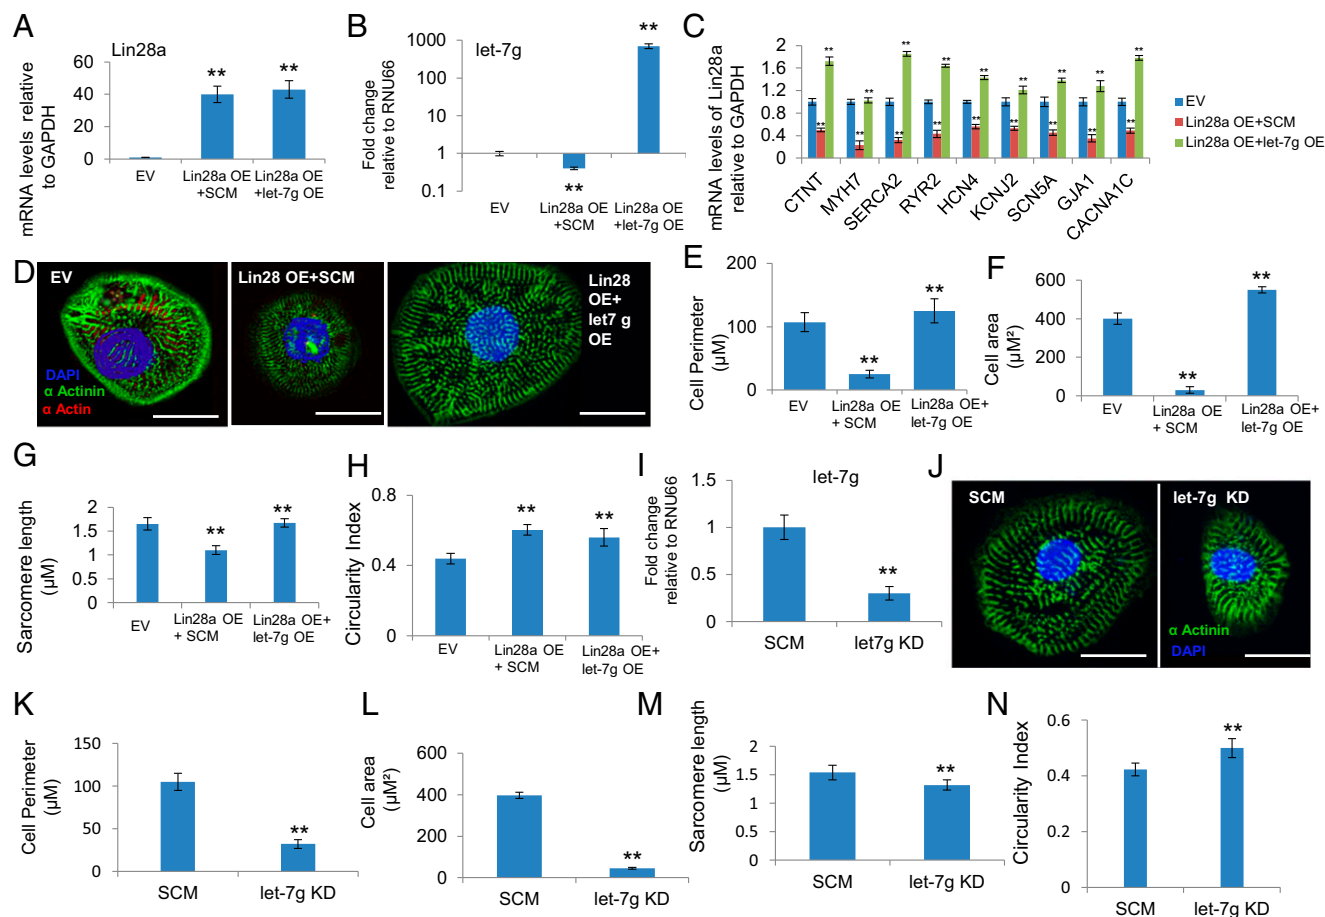 A
Lin28a
mRNA levels relative
to GAPDH
60
40
20
0
**
**
EV
Lin28a OE
+SCM
Lin28a OE
+let-7g OE
B
let-7g
Fold change
relative to RNU66
1000
100
10
1
0.1
**
**
EV
Lin28a OE
+SCM
Lin28a OE
+let-7g OE
C
mRNA levels of Lin28a
relative to GAPDH
2
1.6
1.2
0.8
0.4
0
** ** ** ** ** ** ** ** **
** ** ** ** ** ** ** ** **
CTNT
MYH7
SERCA2
RYR2
HCN4
KCNJ2
SCN5A
GJA1
CACNA1C
EV
Lin28a OE+SCM
Lin28a OE+let-7g OE
D
EV
DAPI
α Actinin
α Actin
Lin28 OE+SCM
Lin28
OE+
let7 g
OE
E
Cell Perimeter
(µM)
200
100
0
**
**
EV
Lin28a OE
+ SCM
Lin28a OE+
let-7g OE
F
Cell area
(µM²)
600
400
200
0
**
**
EV
Lin28a OE
+ SCM
Lin28a OE+
let-7g OE
G
Sarcomere length
(µM)
2
1.5
1
0.5
0
**
**
EV
Lin28a OE
+ SCM
Lin28a OE+
let-7g OE
H
Circularity Index
0.8
0.4
0
**
**
EV
Lin28a OE
+ SCM
Lin28a OE+
let-7g OE
I
let-7g
Fold change
relative to RNU66
1.5
1
0.5
0
**
SCM
let7g KD
J
SCM
let-7g KD
α Actinin
DAPI
K
Cell Perimeter
(µM)
150
100
50
0
**
SCM
let-7g KD
L
Cell area
(µM²)
600
400
200
0
**
SCM
let-7g KD
M
Sarcomere length
(µM)
2
1.5
1
0.5
0
**
SCM
let-7g KD
N
Circularity Index
0.6
0.4
0.2
0
**
SCM
let-7g KD